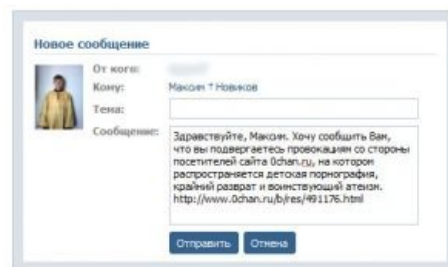 Новое сообщение
От кого:
Кому: Максим † Новиков
Тема:
Сообщение: Здравствуйте, Максим. Хочу сообщить Вам,
что вы подвергаетесь провокациям со стороны
посетителей сайта 0chan.ru, на котором
распространяется детская порнография,
крайний разврат и воинствующий атеизм.
http://www.0chan.ru/b/res/491176.html
Отправить Отмена